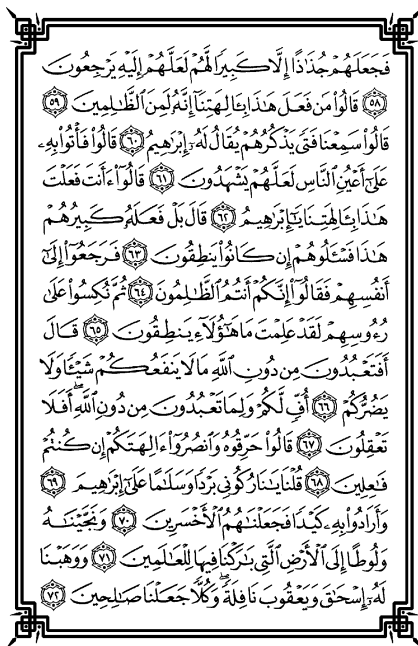 فَجَعَلَهُمْ جُذَاذًا إِلَّا كَبِيرًا لَّهُمْ لَعَلَّهُمْ إِلَيْهِ يَرْجِعُونَ
٥٨ قَالُوا۟ مَن فَعَلَ هَٰذَا بِـَٔالِهَتِنَآ إِنَّهُۥ لَمِنَ ٱلظَّٰلِمِينَ ٥٩
قَالُوا۟ سَمِعْنَا فَتًى يَذْكُرُهُمْ يُقَالُ لَهُۥٓ إِبْرَٰهِيمُ ٦٠ قَالُوا۟ فَأْتُوا۟ بِهِۦ
عَلَىٰٓ أَعْيُنِ ٱلنَّاسِ لَعَلَّهُمْ يَشْهَدُونَ ٦١ قَالُوٓا۟ ءَأَنتَ فَعَلْتَ
هَٰذَا بِـَٔالِهَتِنَا يَٰٓإِبْرَٰهِيمُ ٦٢ قَالَ بَلْ فَعَلَهُۥ كَبِيرُهُمْ
هَٰذَا فَسْـَٔلُوهُمْ إِن كَانُوا۟ يَنطِقُونَ ٦٣ فَرَجَعُوٓا۟ إِلَىٰٓ
أَنفُسِهِمْ فَقَالُوٓا۟ إِنَّكُمْ أَنتُمُ ٱلظَّٰلِمُونَ ٦٤ ثُمَّ نُكِسُوا۟ عَلَىٰ
رُءُوسِهِمْ لَقَدْ عَلِمْتَ مَا هَٰٓؤُلَآءِ يَنطِقُونَ ٦٥ قَالَ
أَفَتَعْبُدُونَ مِن دُونِ ٱللَّهِ مَا لَا يَنفَعُكُمْ شَيْـًٔا وَلَا
يَضُرُّكُمْ ٦٦ أُفٍّ لَّكُمْ وَلِمَا تَعْبُدُونَ مِن دُونِ ٱللَّهِ ۖ أَفَلَا
تَعْقِلُونَ ٦٧ قَالُوا۟ حَرِّقُوهُ وَٱنصُرُوٓا۟ ءَالِهَتَكُمْ إِن كُنتُمْ
فَٰعِلِينَ ٦٨ قُلْنَا يَٰنَارُ كُونِى بَرْدًا وَسَلَٰمًا عَلَىٰٓ إِبْرَٰهِيمَ ٦٩
وَأَرَادُوا۟ بِهِۦ كَيْدًا فَجَعَلْنَٰهُمُ ٱلْأَخْسَرِينَ ٧٠ وَنَجَّيْنَٰهُ
وَلُوطًا إِلَى ٱلْأَرْضِ ٱلَّتِى بَٰرَكْنَا فِيهَا لِلْعَٰلَمِينَ ٧١ وَوَهَبْنَا
لَهُۥٓ إِسْحَٰقَ وَيَعْقُوبَ نَافِلَةً ۖ وَكُلًّا جَعَلْنَا صَٰلِحِينَ ٧٢